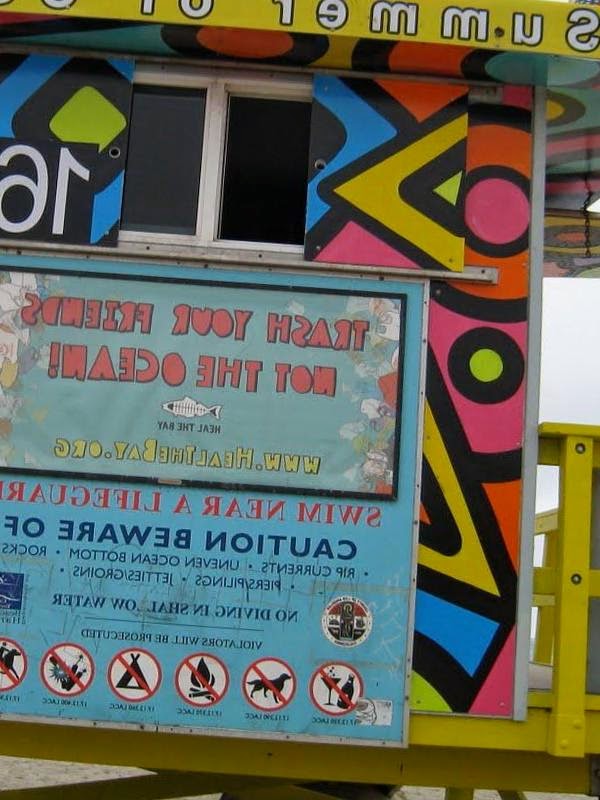 Summer of
16
TRASH YOUR FRIENDS
NOT THE OCEAN!
HEAL THE BAY
www.HealTheBay.org
SWIM NEAR A LIFEGUARD
CAUTION BEWARE OF
• RIP CURRENTS • UNEVEN OCEAN BOTTOM • ROCKS
• PIERS/PILINGS • JETTIES/GROINS •
NO DIVING IN SHALLOW WATER
VIOLATORS WILL BE PROSECUTED